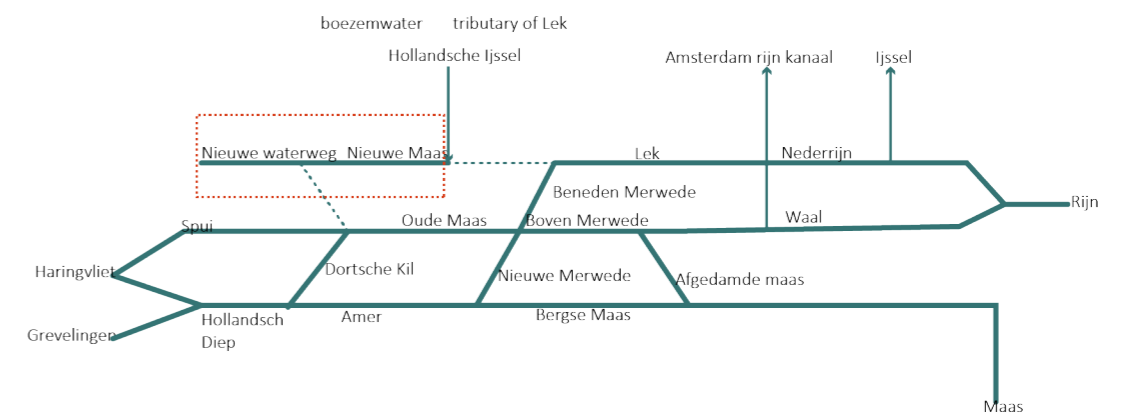 boezemwater tributary of Lek
Hollandsche Ijssel
Amsterdam rijn kanaal
Ijssel
Nieuwe waterweg
Nieuwe Maas
Lek
Nederrijn
Beneden Merwede
Rijn
Spui
Oude Maas
Boven Merwede
Waal
Haringvliet
Dortsche Kil
Nieuwe Merwede
Afgedamde maas
Grevelingen
Hollandsch
Diep
Amer
Bergse Maas
Maas